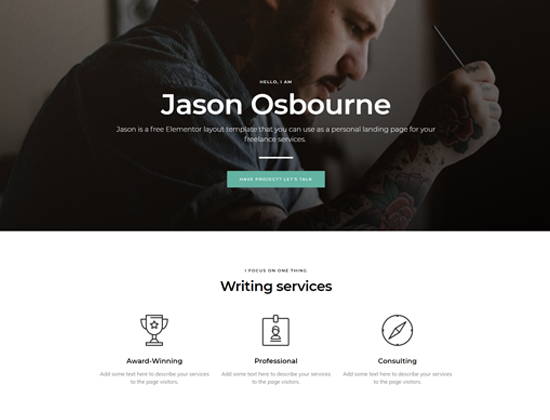 HELLO, I AM
Jason Osbourne
Jason is a free Elementor layout template that you can use as a personal landing page for your
freelance services.
HAVE PROJECT? LET'S TALK
I FOCUS ON ONE THING
Writing services
Award-Winning
Professional
Consulting
Add some text here to describe your services
to the page visitors.
Add some text here to describe your services
to the page visitors.
Add some text here to describe your services
to the page visitors.